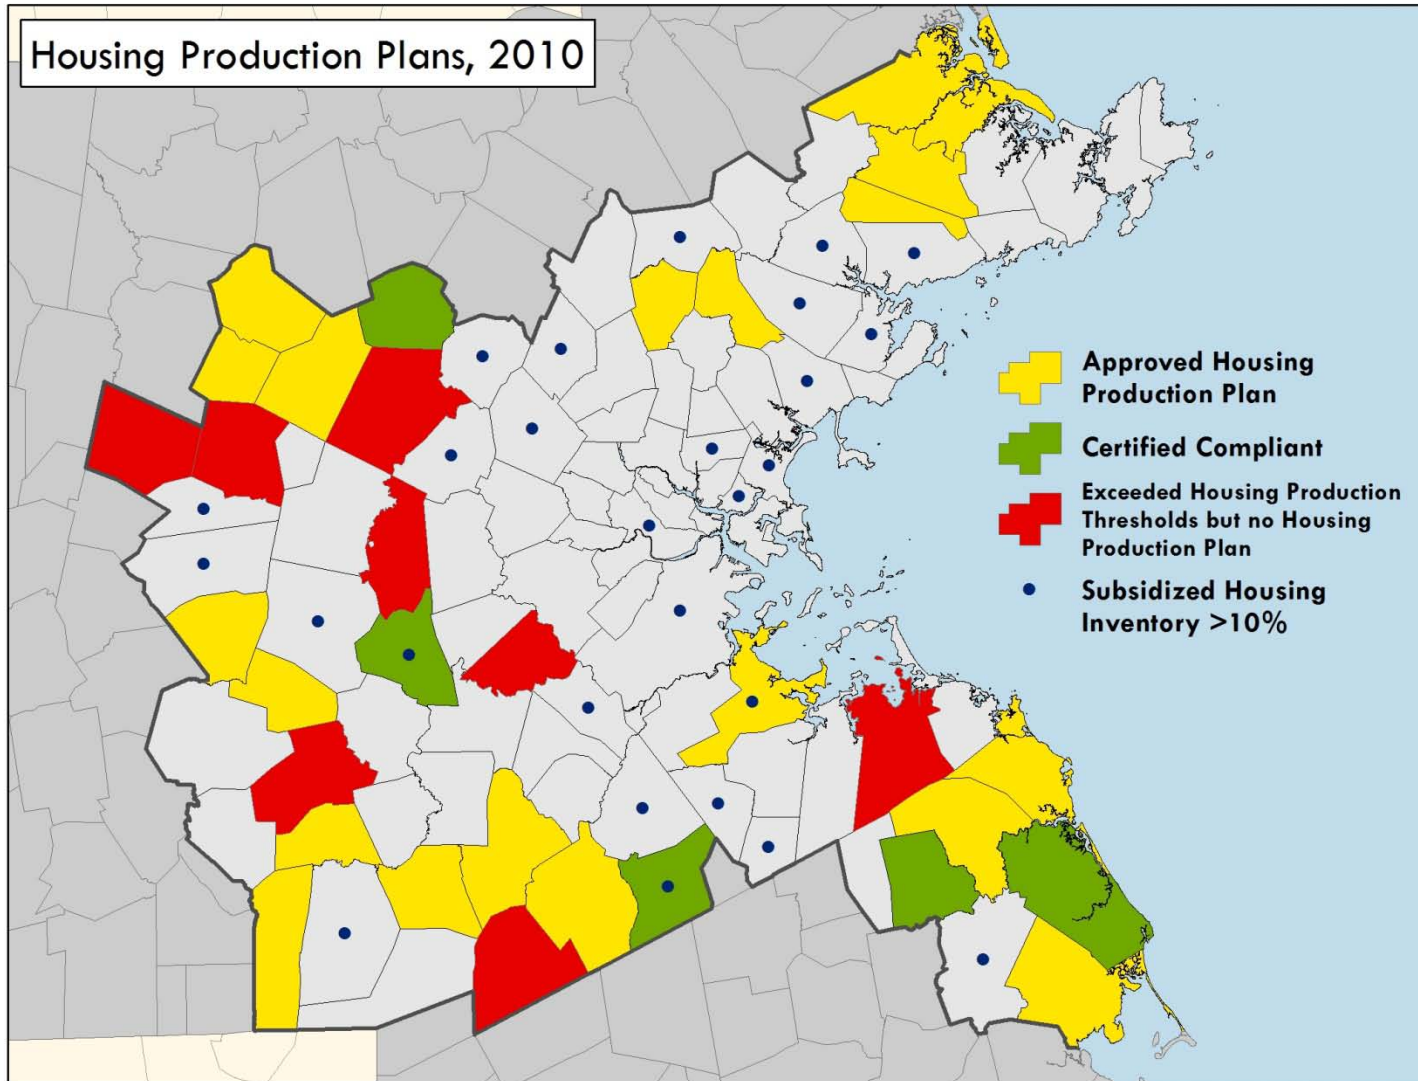 Housing Production Plans, 2010
Approved Housing
Production Plan
Certified Compliant
Exceeded Housing Production
Thresholds but no Housing
Production Plan
Subsidized Housing
Inventory >10%